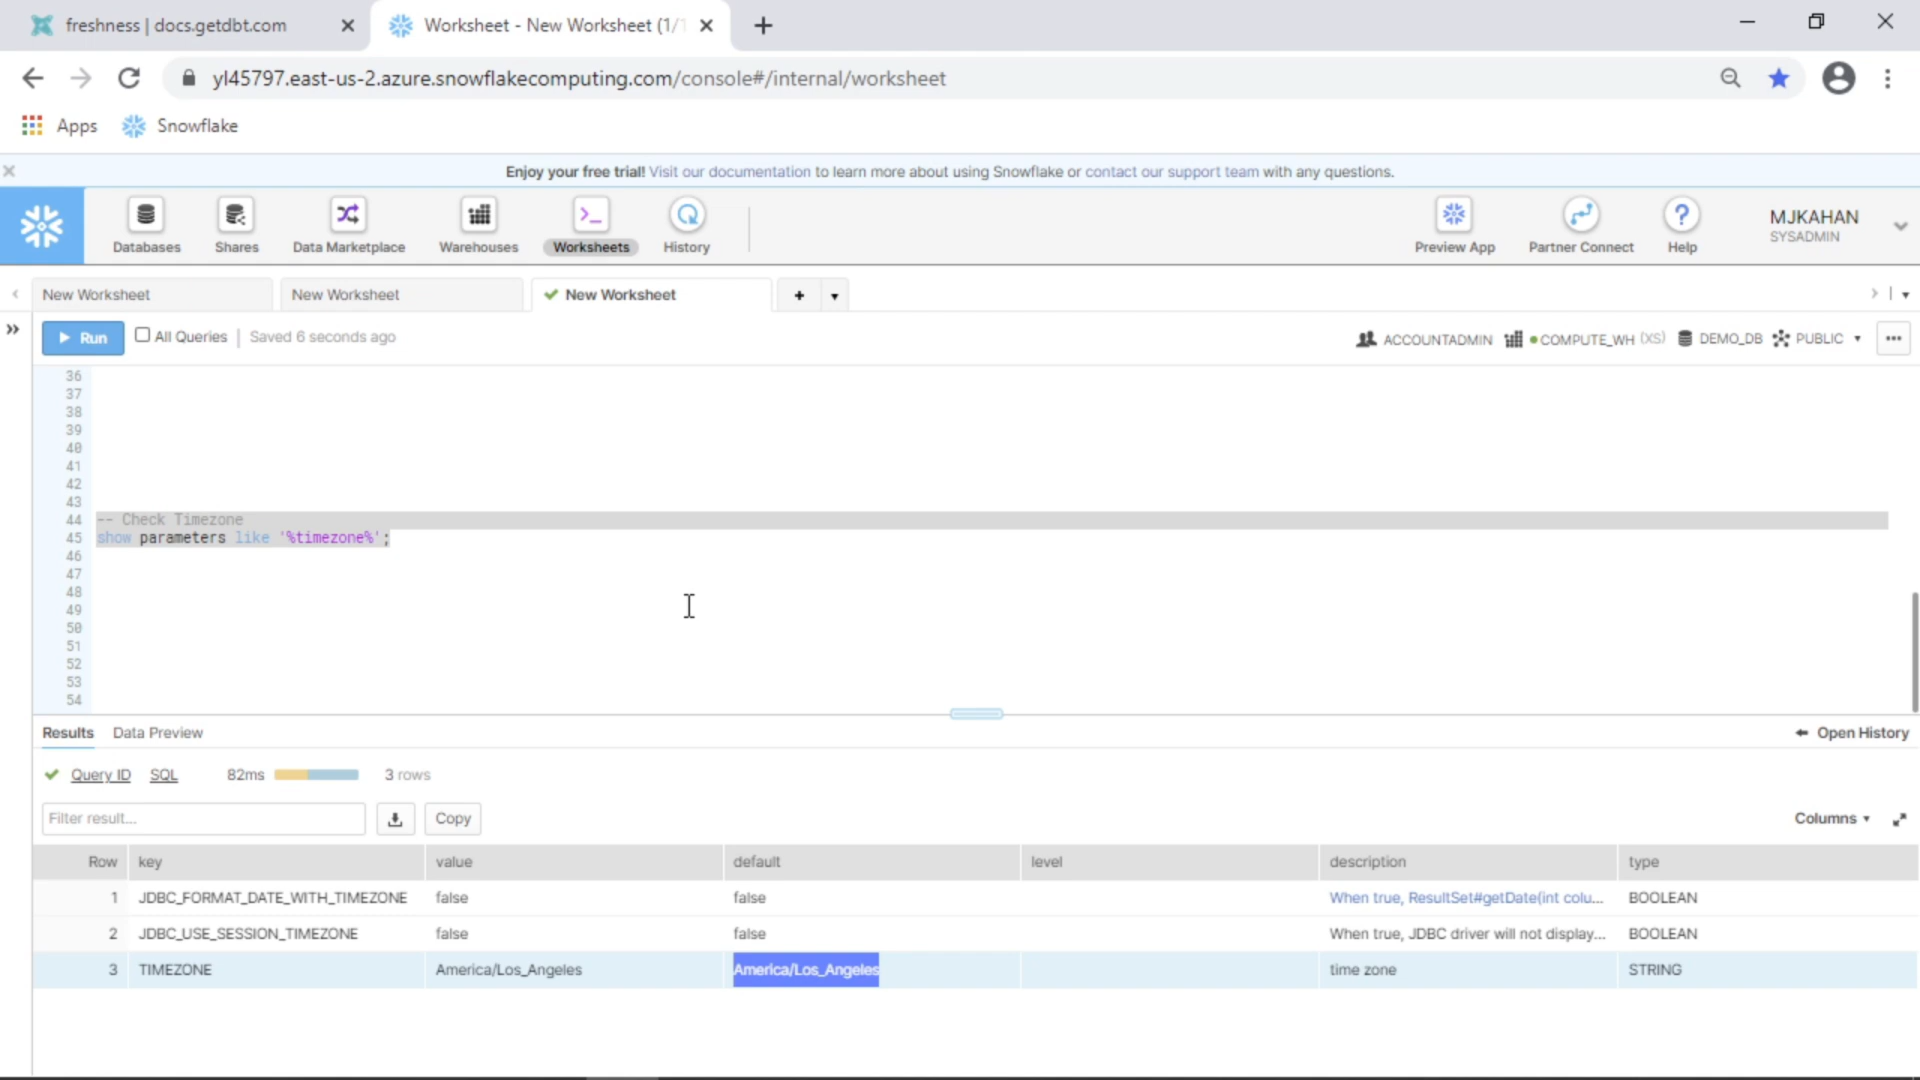 freshness | docs.getdbt.com
Worksheet - New Worksheet (1/
yl45797.east-us-2.azure.snowflakecomputing.com/console#/internal/worksheet
Apps
Snowflake
Enjoy your free trial! Visit our documentation to learn more about using Snowflake or contact our support team with any questions.
Databases
Shares
Data Marketplace
Warehouses
Worksheets
History
Preview App
Partner Connect
Help
MJKAHAN
SYSADMIN
New Worksheet
New Worksheet
New Worksheet
Run
All Queries
Saved 6 seconds ago
ACCOUNTADMIN
COMPUTE_WH (XS)
DEMO_DB
PUBLIC
36
37
38
39
40
41
42
43
44 -- Check Timezone
45 show parameters like '%timezone%';
46
47
48
49
50
51
52
53
54
Results
Data Preview
Open History
Query ID
SQL
82ms
3 rows
Filter result...
Copy
Columns
Row key value default level description type
1 JDBC_FORMAT_DATE_WITH_TIMEZONE false false When true, ResultSet#getDate(int colu... BOOLEAN
2 JDBC_USE_SESSION_TIMEZONE false false When true, JDBC driver will not display... BOOLEAN
3 TIMEZONE America/Los_Angeles America/Los_Angeles time zone STRING